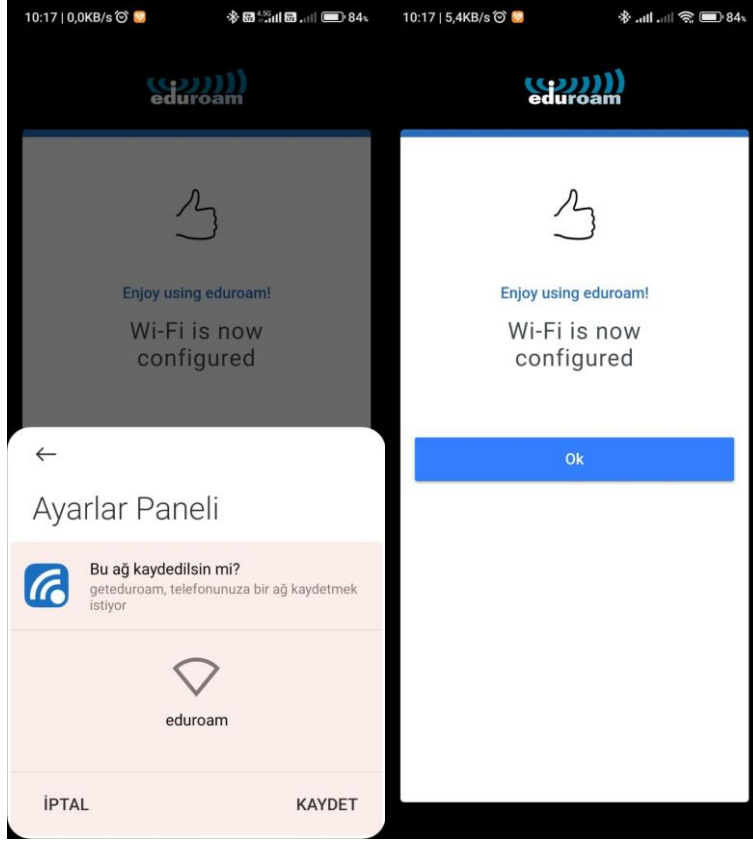 10:17 | 0,0KB/s
4.5G
84%
eduroam
Enjoy using eduroam!
Wi-Fi is now
configured
Ayarlar Paneli
Bu ağ kaydedilsin mi?
geteduroam, telefonunuza bir ağ kaydetmek
istiyor
eduroam
İPTAL
KAYDET
10:17 | 5,4KB/s
84%
eduroam
Enjoy using eduroam!
Wi-Fi is now
configured
Ok